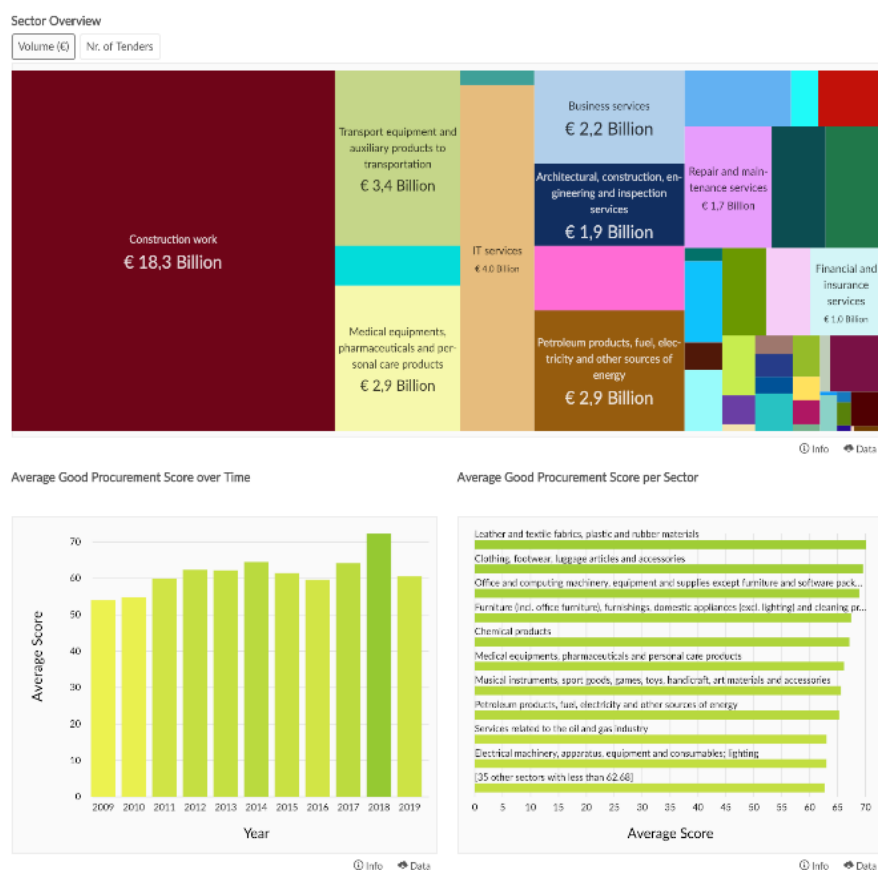 Sector Overview
Volume (€) Nr. of Tenders
Construction work
€ 18,3 Billion
Transport equipment and
auxiliary products to
transportation
€ 3,4 Billion
Medical equipments,
pharmaceuticals and per-
sonal care products
€ 2,9 Billion
IT services
€ 4,0 Billion
Business services
€ 2,2 Billion
Architectural, construction, en-
gineering and inspection
services
€ 1,9 Billion
Petroleum products, fuel, elec-
tricity and other sources of
energy
€ 2,9 Billion
Repair and main-
tenance services
€ 1,7 Billion
Financial and
insurance
services
€ 1,0 Billion
Info Data
Average Good Procurement Score over Time
Average Score
70
60
50
40
30
20
10
0
2009 2010 2011 2012 2013 2014 2015 2016 2017 2018 2019
Year
Info Data
Average Good Procurement Score per Sector
Leather and textile fabrics, plastic and rubber materials
Clothing, footwear, luggage articles and accessories
Office and computing machinery, equipment and supplies except furniture and software pack...
Furniture (incl. office furniture), furnishings, domestic appliances (excl. lighting) and cleaning pr...
Chemical products
Medical equipments, pharmaceuticals and personal care products
Musical instruments, sport goods, games, toys, handicraft, art materials and accessories
Petroleum products, fuel, electricity and other sources of energy
Services related to the oil and gas industry
Electrical machinery, apparatus, equipment and consumables; lighting
[35 other sectors with less than 62.68]
0 5 10 15 20 25 30 35 40 45 50 55 60 65 70
Average Score
Info Data